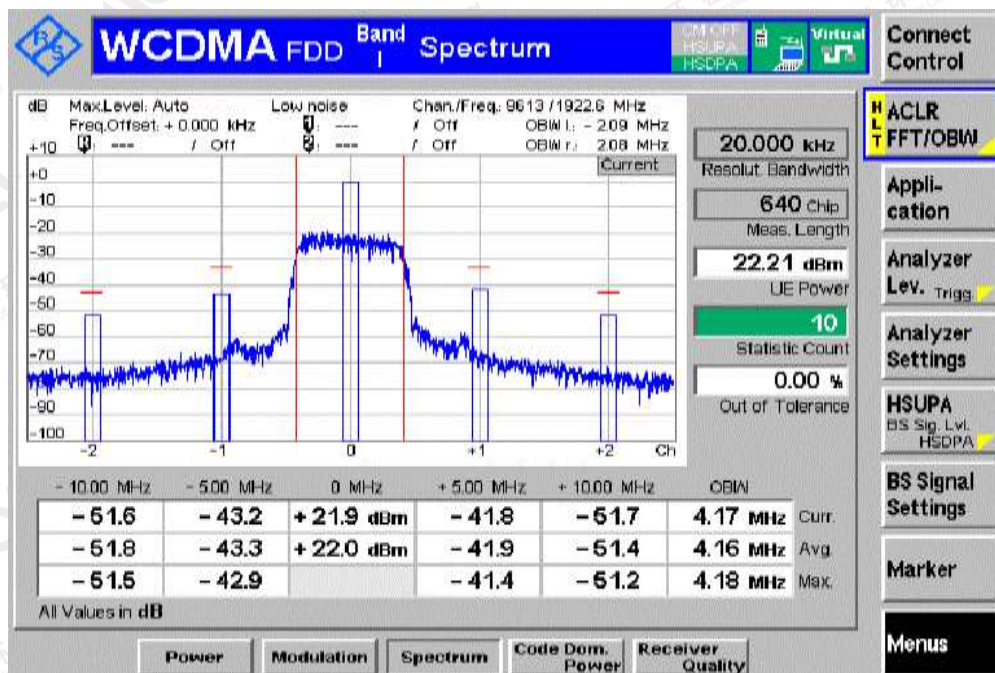 WCDMA FDD Band I Spectrum
CM OFF
HSUPA
HSDPA
Virtual
Connect Control
dB Max.Level: Auto Low noise Chan./Freq.: 9613 / 1922.6 MHz
Freq.Offset: + 0.000 kHz 1: --- / Off OBW l.: - 2.09 MHz
--- / Off 2: --- / Off OBW r.: 2.08 MHz
Current
+10
+0
-10
-20
-30
-40
-50
-60
-70
-90
-100
-2 -1 0 +1 +2 Ch
20.000 kHz
Resolut. Bandwidth
640 Chip
Meas. Length
22.21 dBm
UE Power
10
Statistic Count
0.00 %
Out of Tolerance
- 10.00 MHz - 5.00 MHz 0 MHz + 5.00 MHz + 10.00 MHz OBW
- 51.6 - 43.2 + 21.9 dBm - 41.8 - 51.7 4.17 MHz Curr.
- 51.8 - 43.3 + 22.0 dBm - 41.9 - 51.4 4.16 MHz Avg.
- 51.5 - 42.9 - 41.4 - 51.2 4.18 MHz Max.
All Values in dB
HLT
ACLR
FFT/OBW
Appli-
cation
Analyzer
Lev. Trigg.
Analyzer
Settings
HSUPA
BS Sig. Lvl.
HSDPA
BS Signal
Settings
Marker
Menus
Power
Modulation
Spectrum
Code Dom.
Power
Receiver
Quality